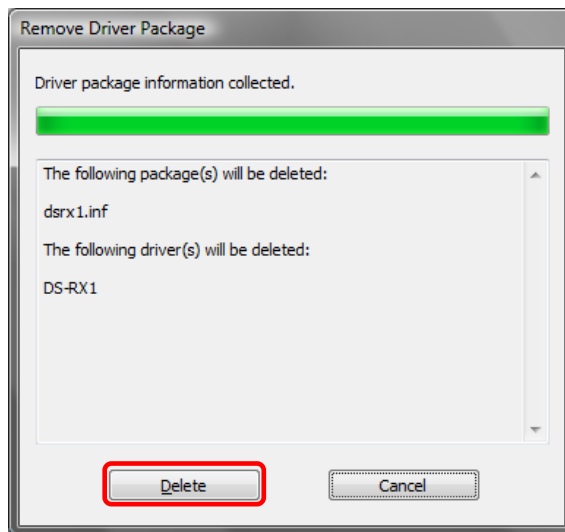 Remove Driver Package
Driver package information collected.
The following package(s) will be deleted:
dsrx1.inf
The following driver(s) will be deleted:
DS-RX1
Delete
Cancel